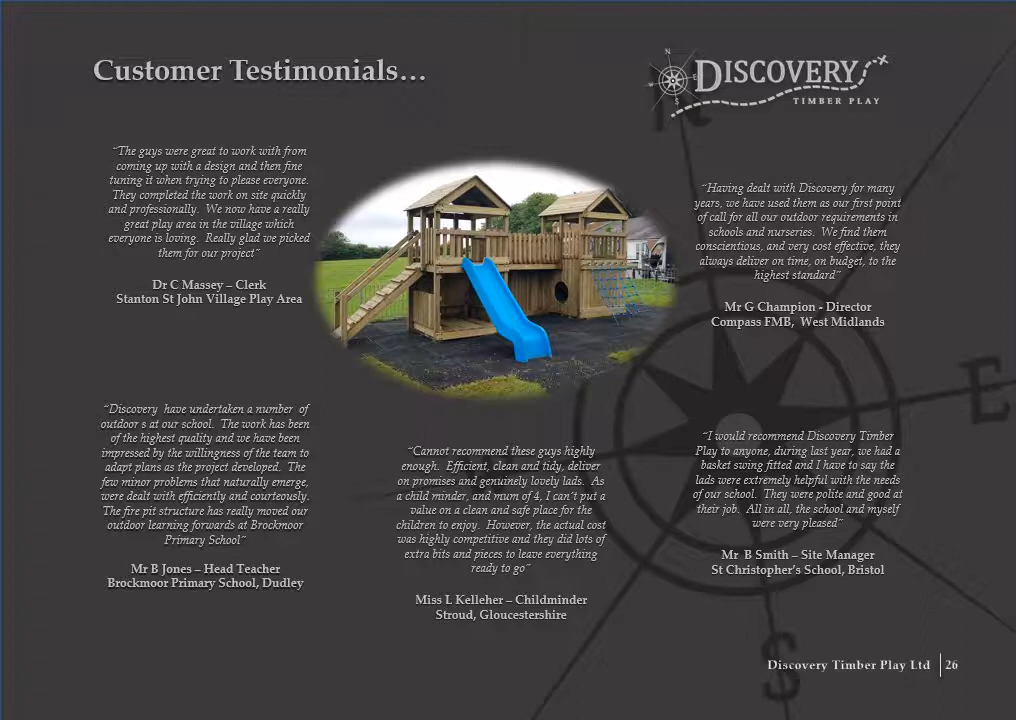 Customer Testimonials…
N
E
S
DISCOVERY
TIMBER PLAY
“The guys were great to work with from
coming up with a design and then fine
tuning it when trying to please everyone.
They completed the work on site quickly
and professionally.  We now have a really
great play area in the village which
everyone is loving.  Really glad we picked
them for our project”
Dr C Massey – Clerk
Stanton St John Village Play Area
“Having dealt with Discovery for many
years, we have used them as our first point
of call for all our outdoor requirements in
schools and nurseries.  We find them
conscientious, and very cost effective, they
always deliver on time, on budget, to the
highest standard”
Mr G Champion - Director
Compass FMB,  West Midlands
“Discovery  have undertaken a number  of
outdoor s at our school.  The work has been
of the highest quality and we have been
impressed by the willingness of the team to
adapt plans as the project developed.  The
few minor problems that naturally emerge,
were dealt with efficiently and courteously.
The fire pit structure has really moved our
outdoor learning forwards at Brockmoor
Primary School”
Mr B Jones – Head Teacher
Brockmoor Primary School, Dudley
“Cannot recommend these guys highly
enough.  Efficient, clean and tidy, deliver
on promises and genuinely lovely lads.  As
a child minder, and mum of 4, I can’t put a
value on a clean and safe place for the
children to enjoy.  However, the actual cost
was highly competitive and they did lots of
extra bits and pieces to leave everything
ready to go”
Miss L Kelleher – Childminder
Stroud, Gloucestershire
“I would recommend Discovery Timber
Play to anyone, during last year, we had a
basket swing fitted and I have to say the
lads were extremely helpful with the needs
of our school.  They were polite and good at
their job.  All in all, the school and myself
were very pleased”
Mr  B Smith – Site Manager
St Christopher’s School, Bristol
E
S
Discovery Timber Play Ltd
26